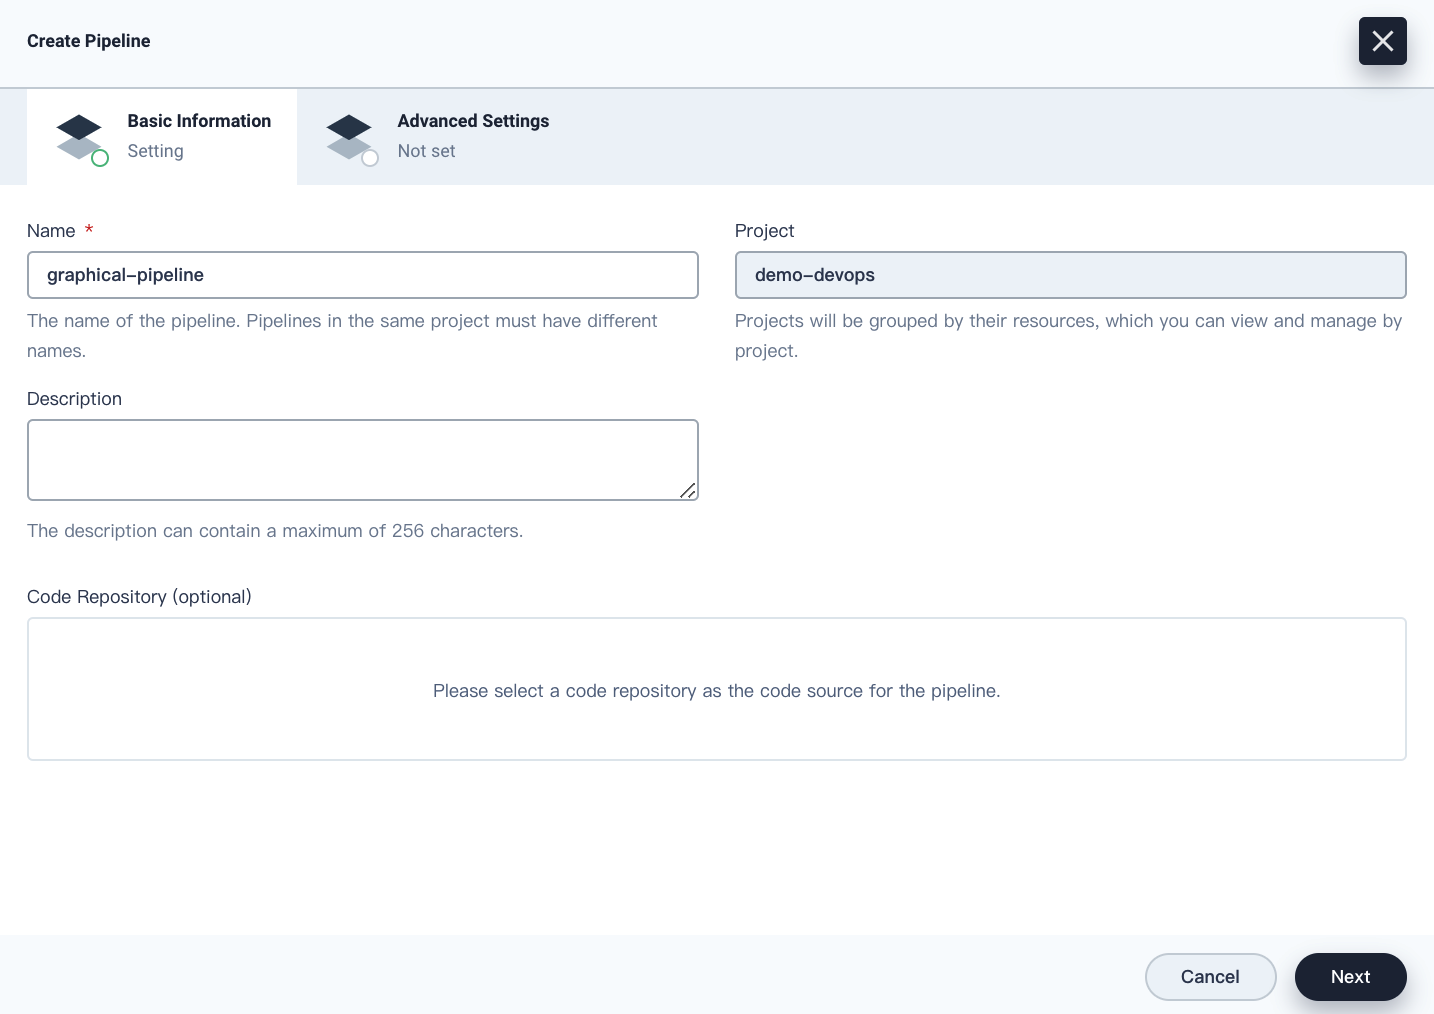 Create Pipeline
Basic Information
Setting
Advanced Settings
Not set
Name *
graphical-pipeline
The name of the pipeline. Pipelines in the same project must have different
names.
Project
demo-devops
Projects will be grouped by their resources, which you can view and manage by
project.
Description
The description can contain a maximum of 256 characters.
Code Repository (optional)
Please select a code repository as the code source for the pipeline.
Cancel
Next